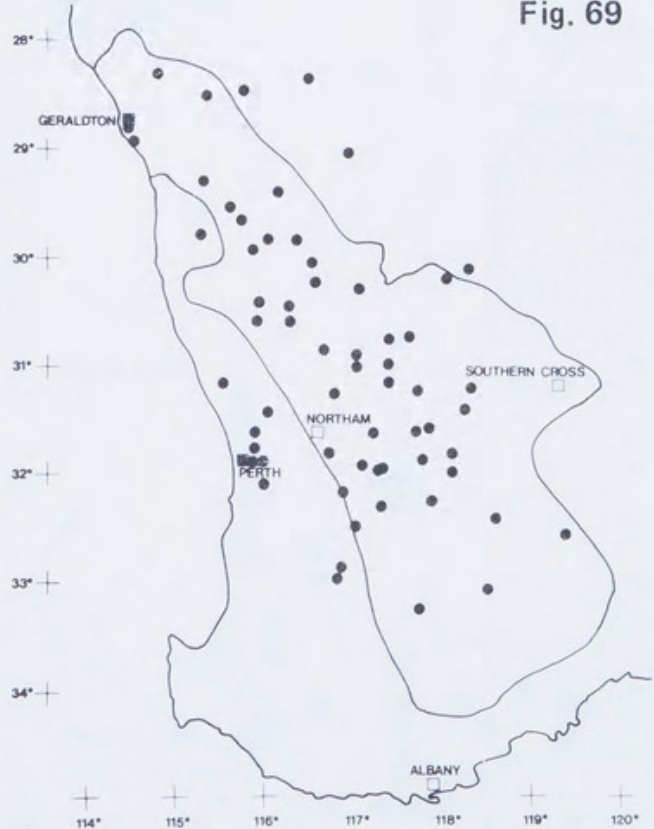 Fig. 69
28°
GERALDTON
29°
30°
31°
SOUTHERN CROSS
NORTHAM
32°
PERTH
33°
34°
ALBANY
114° 115° 116° 117° 118° 119° 120°